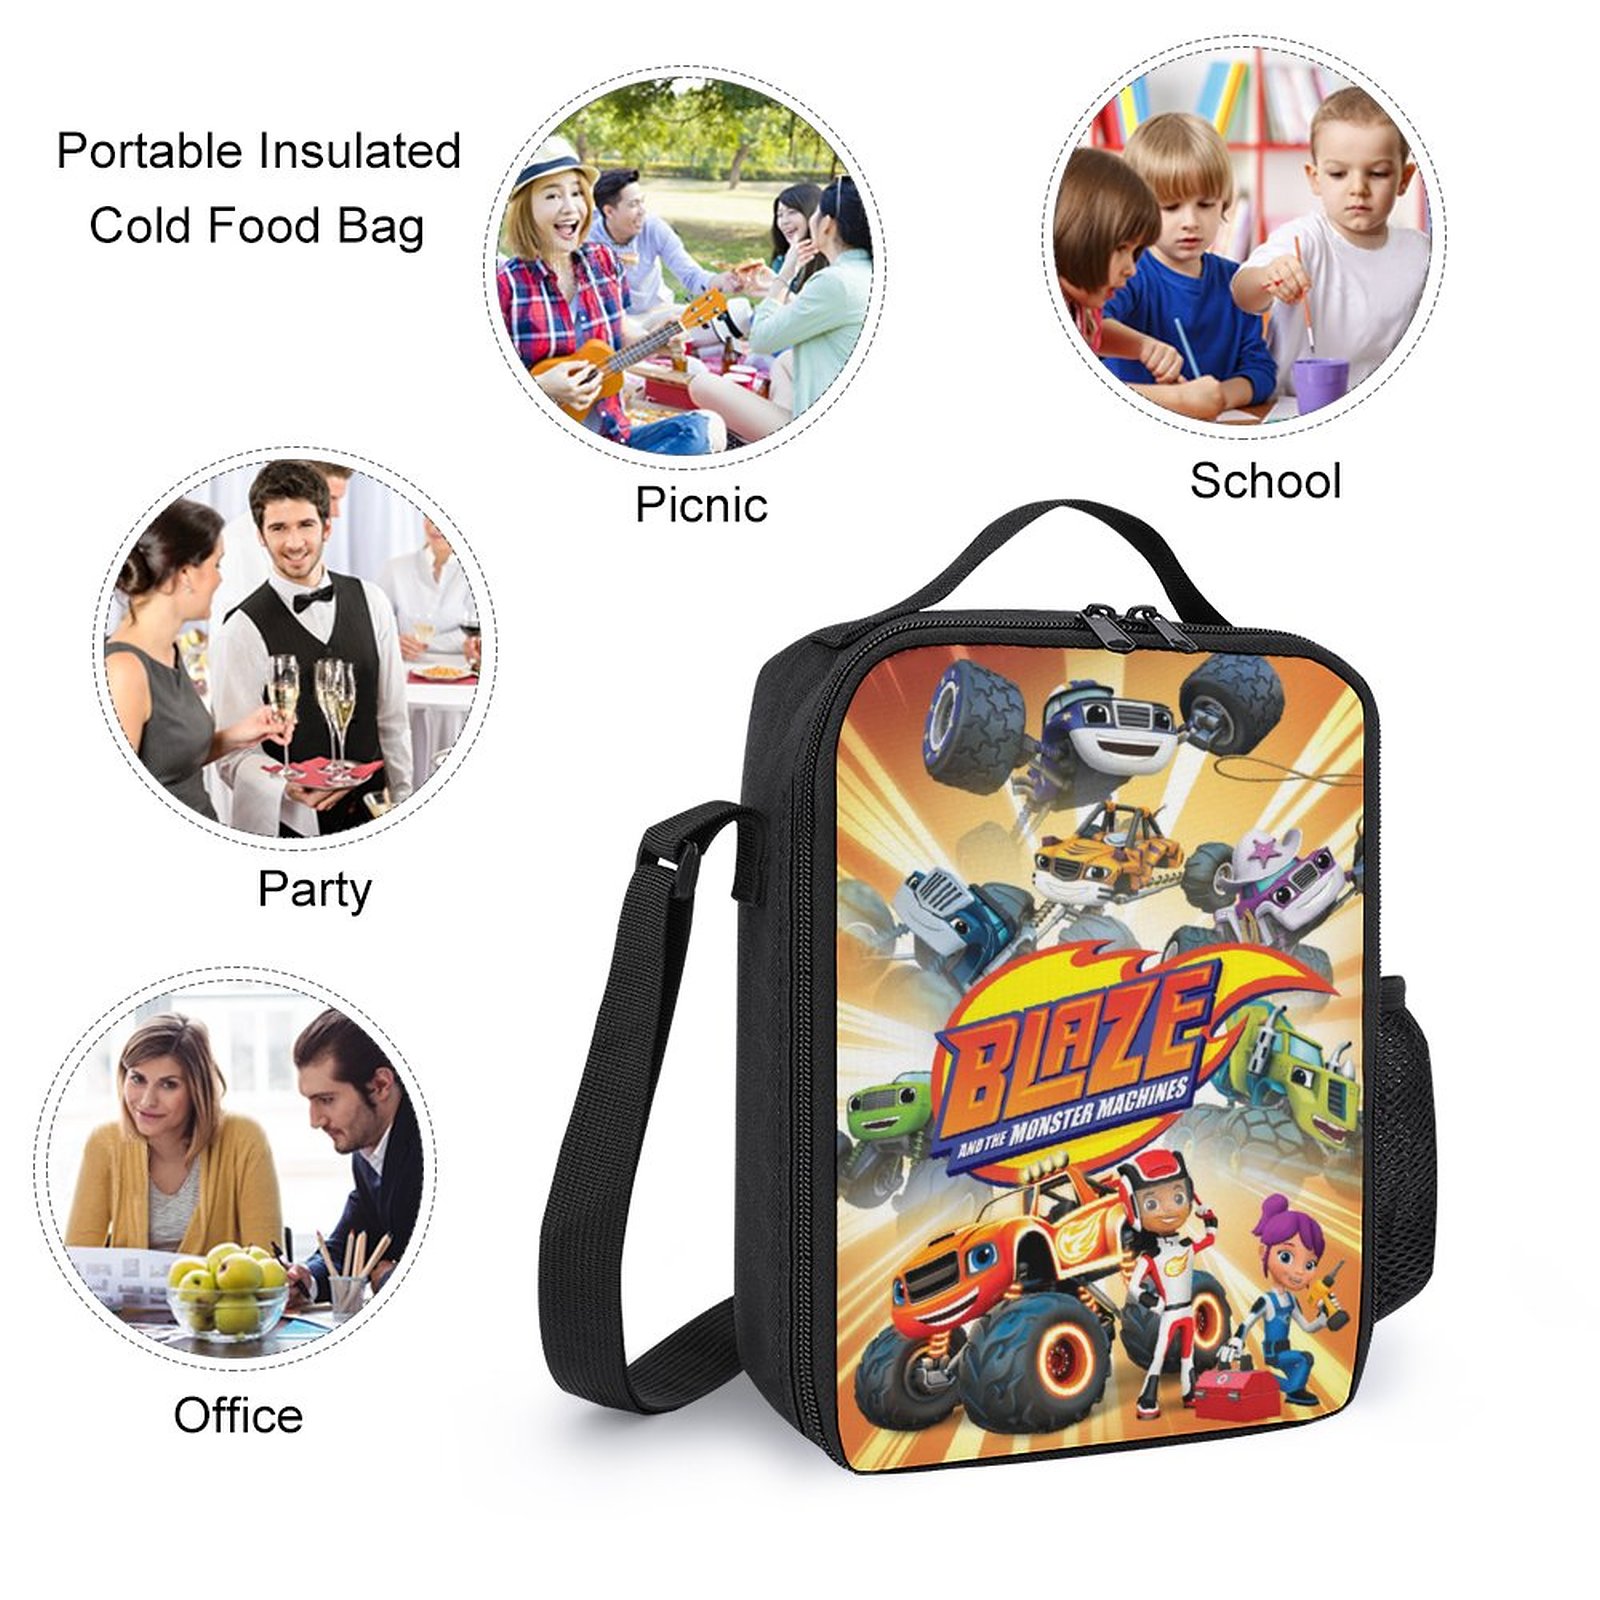 Portable Insulated
Cold Food Bag
Picnic
School
Party
Office
BLAZE
AND THE MONSTER MACHINES